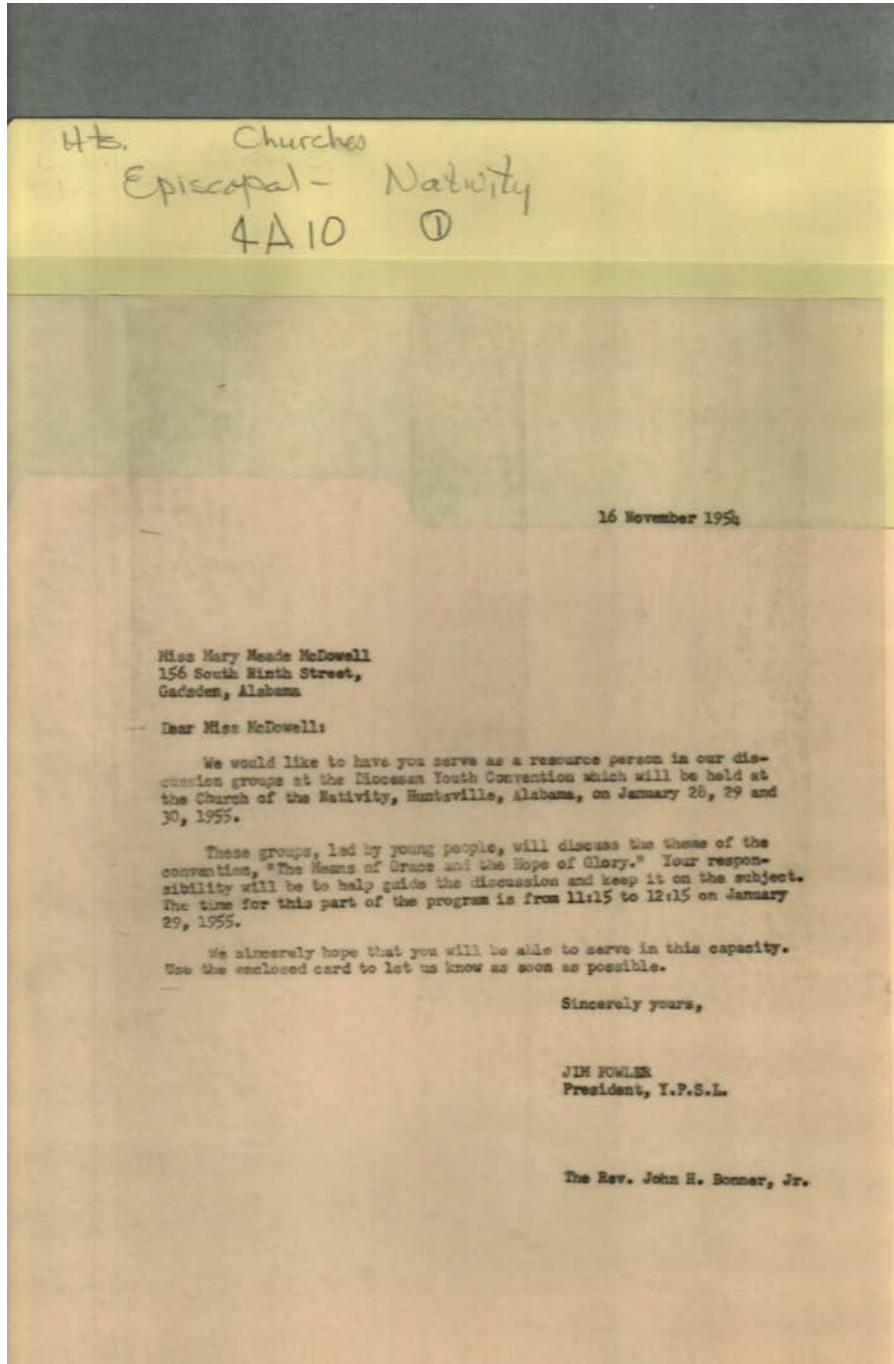 Hts. Churches
Episcopal - Nativity
4A10 ①
16 November 1954
Miss Mary Meade McDowell
156 South Ninth Street,
Gadsden, Alabama
Dear Miss McDowell:
We would like to have you serve as a resource person in our dis-
cussion groups at the Diocesan Youth Convention which will be held at
the Church of the Nativity, Huntsville, Alabama, on January 28, 29 and
30, 1955.
These groups, led by young people, will discuss the theme of the
convention, "The Means of Grace and the Hope of Glory." Your respon-
sibility will be to help guide the discussion and keep it on the subject.
The time for this part of the program is from 11:15 to 12:15 on January
29, 1955.
We sincerely hope that you will be able to serve in this capacity.
Use the enclosed card to let us know as soon as possible.
Sincerely yours,
JIM FOWLER
President, Y.P.S.L.
The Rev. John H. Bonner, Jr.